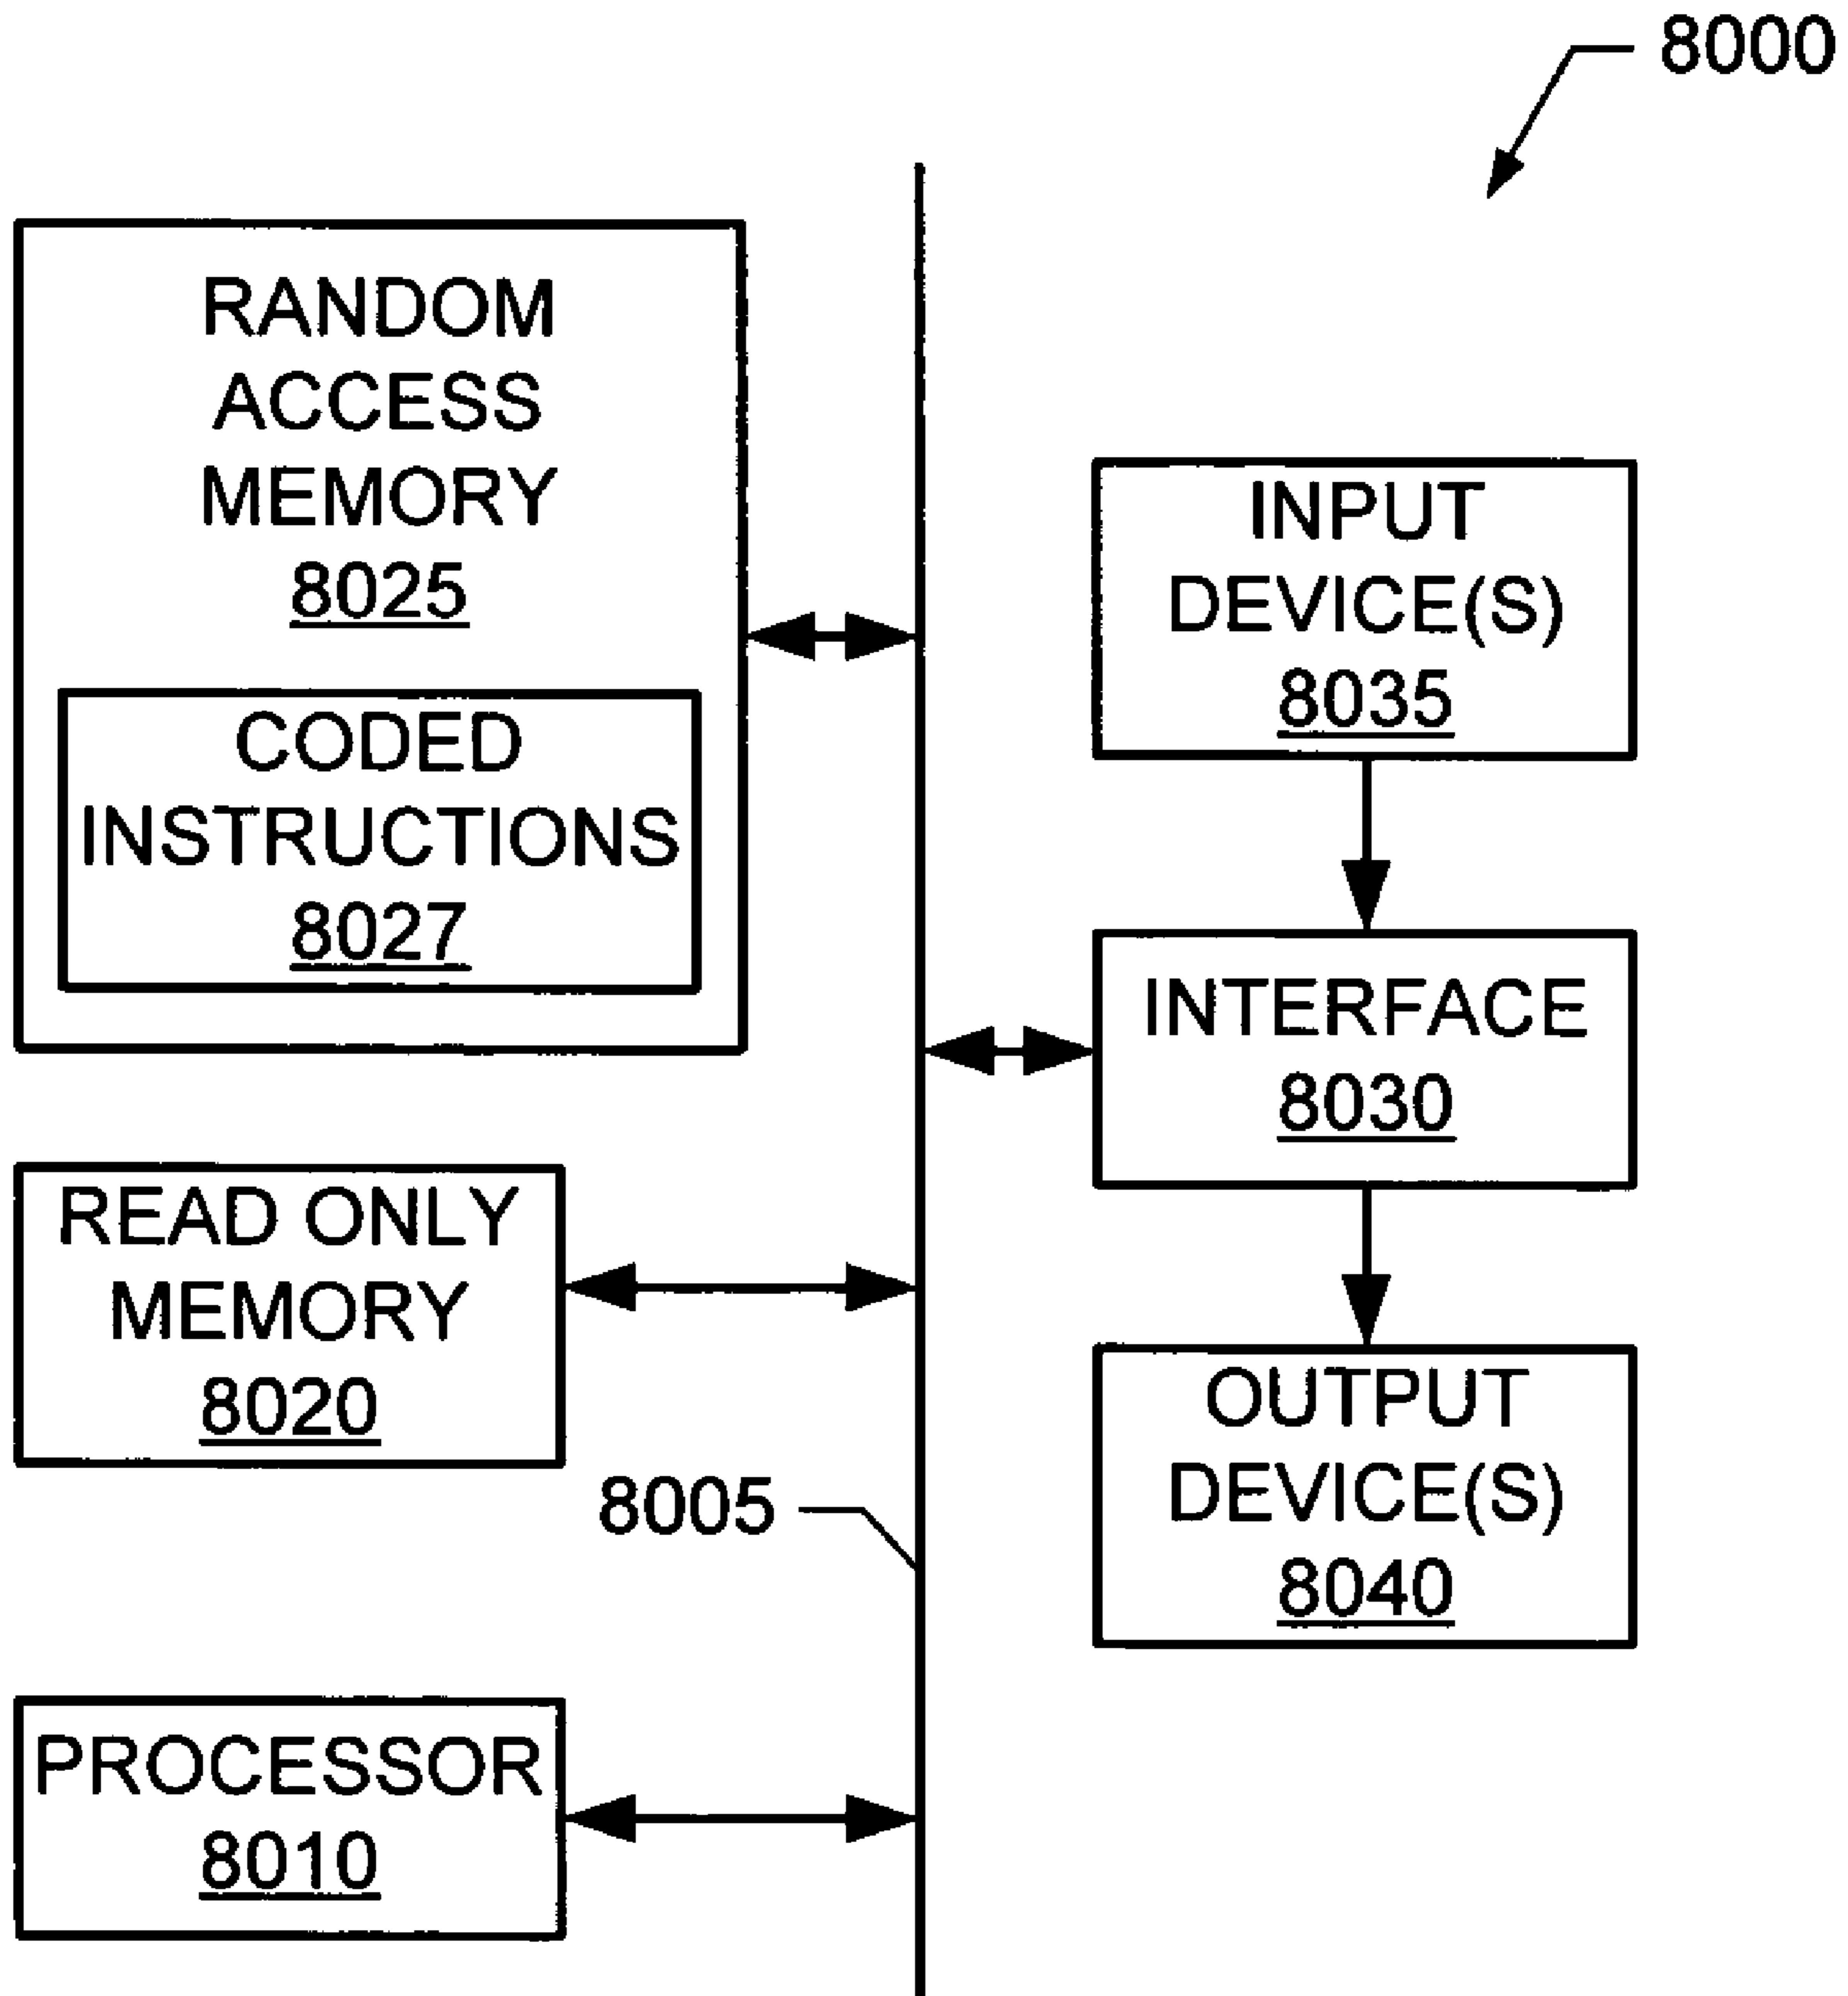 8000
RANDOM
ACCESS
MEMORY
8025
CODED
INSTRUCTIONS
8027
INPUT
DEVICE(S)
8035
INTERFACE
8030
READ ONLY
MEMORY
8020
OUTPUT
DEVICE(S)
8040
8005
PROCESSOR
8010